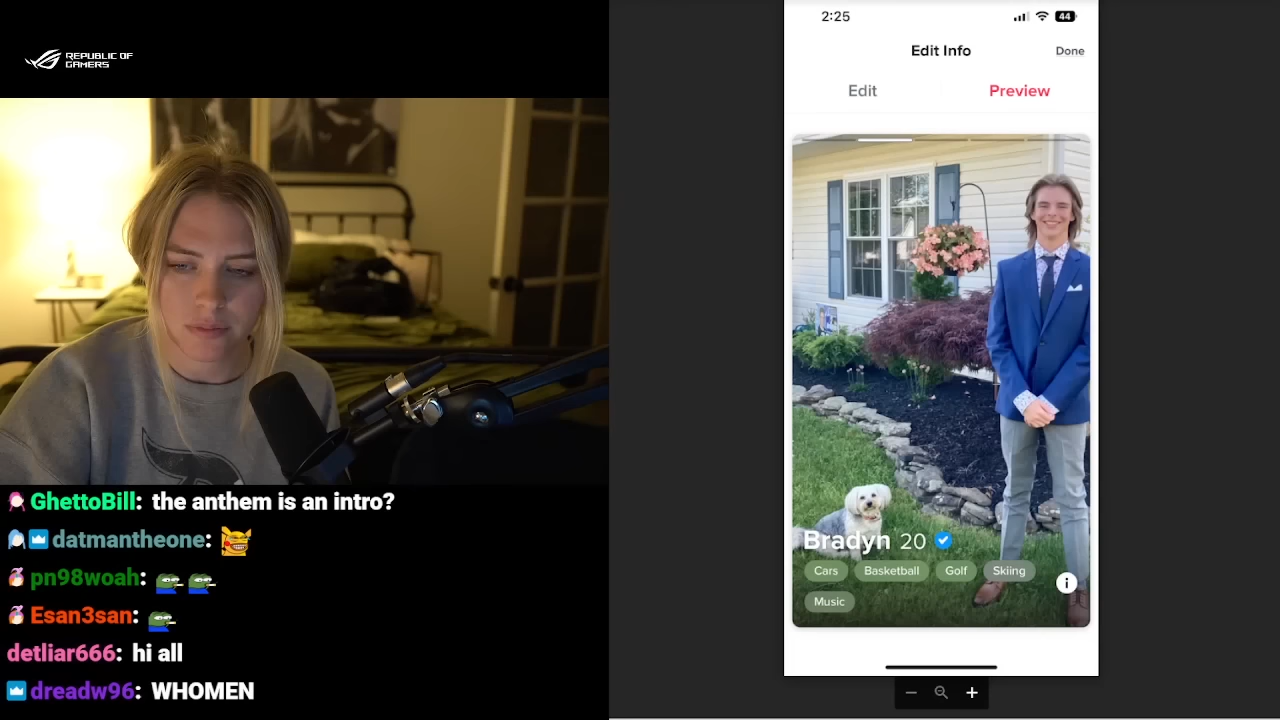 REPUBLIC OF
GAMERS
GhettoBill: the anthem is an intro?
datmantheone:
pn98woah:
Esan3san:
detliar666: hi all
dreadw96: WHOMEN
2:25
44
Edit Info
Done
Edit
Preview
Bradyn 20
Cars
Basketball
Golf
Skiing
Music